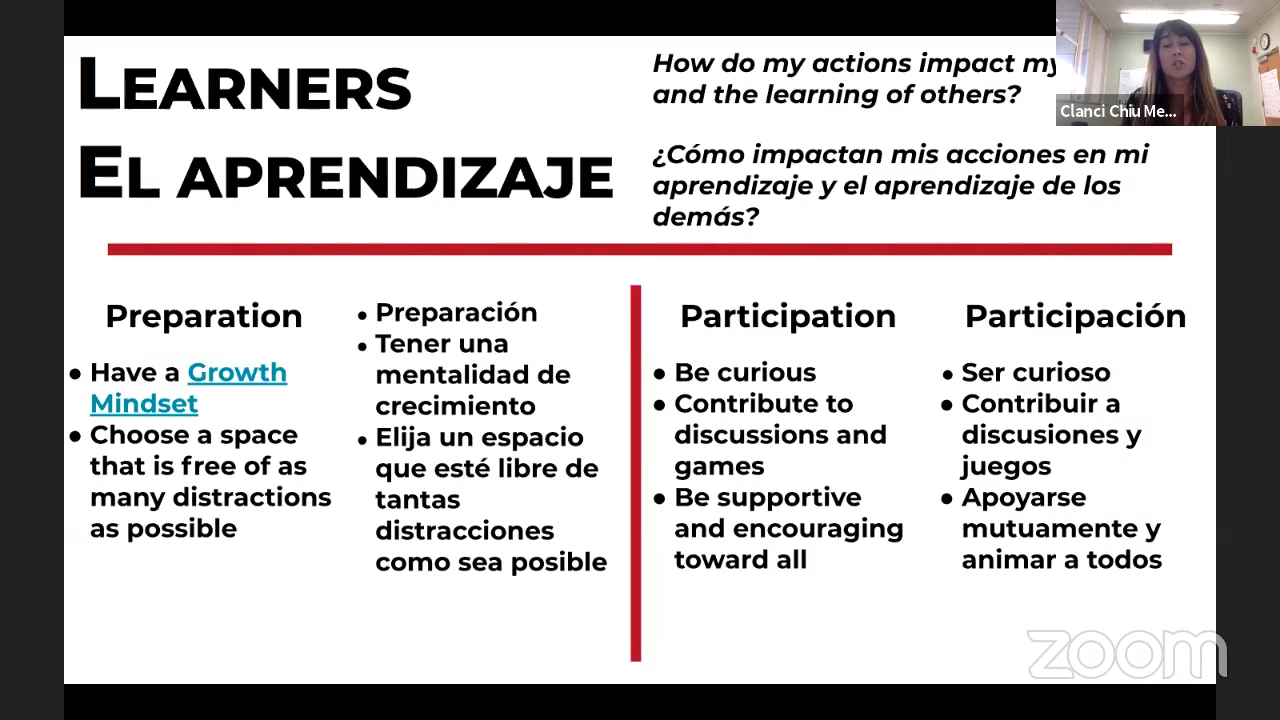 LEARNERS
EL APRENDIZAJE
How do my actions impact my
and the learning of others?
¿Cómo impactan mis acciones en mi
aprendizaje y el aprendizaje de los
demás?
Clanci Chiu Me...
Preparation
• Have a Growth
Mindset
• Choose a space
that is free of as
many distractions
as possible
• Preparación
• Tener una
mentalidad de
crecimiento
• Elija un espacio
que esté libre de
tantas
distracciones
como sea posible
Participation
• Be curious
• Contribute to
discussions and
games
• Be supportive
and encouraging
toward all
Participación
• Ser curioso
• Contribuir a
discusiones y
juegos
• Apoyarse
mutuamente y
animar a todos
zoom